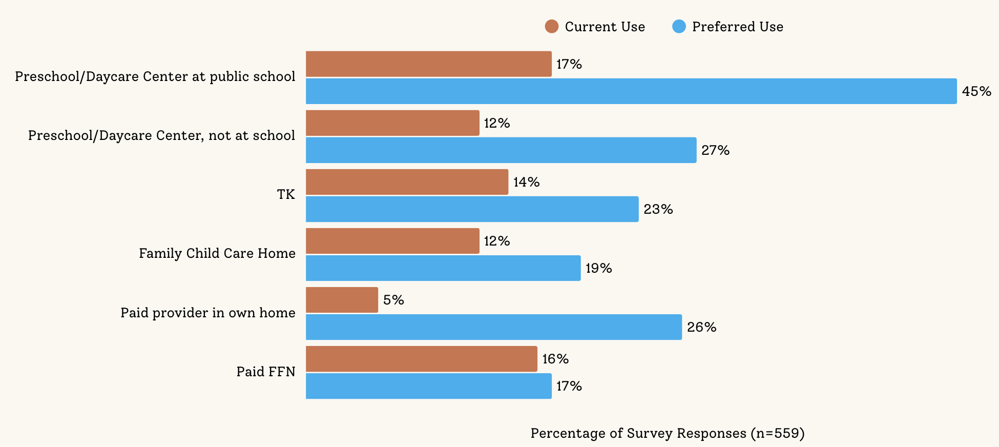 Current Use Preferred Use
Preschool/Daycare Center at public school
17%
45%
Preschool/Daycare Center, not at school
12%
27%
TK
14%
23%
Family Child Care Home
12%
19%
Paid provider in own home
5%
26%
Paid FFN
16%
17%
Percentage of Survey Responses (n=559)